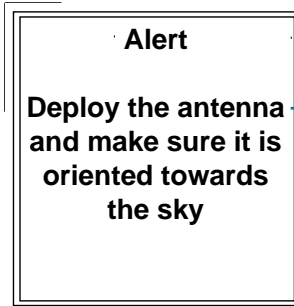 Alert
Deploy the antenna
and make sure it is
oriented towards
the sky